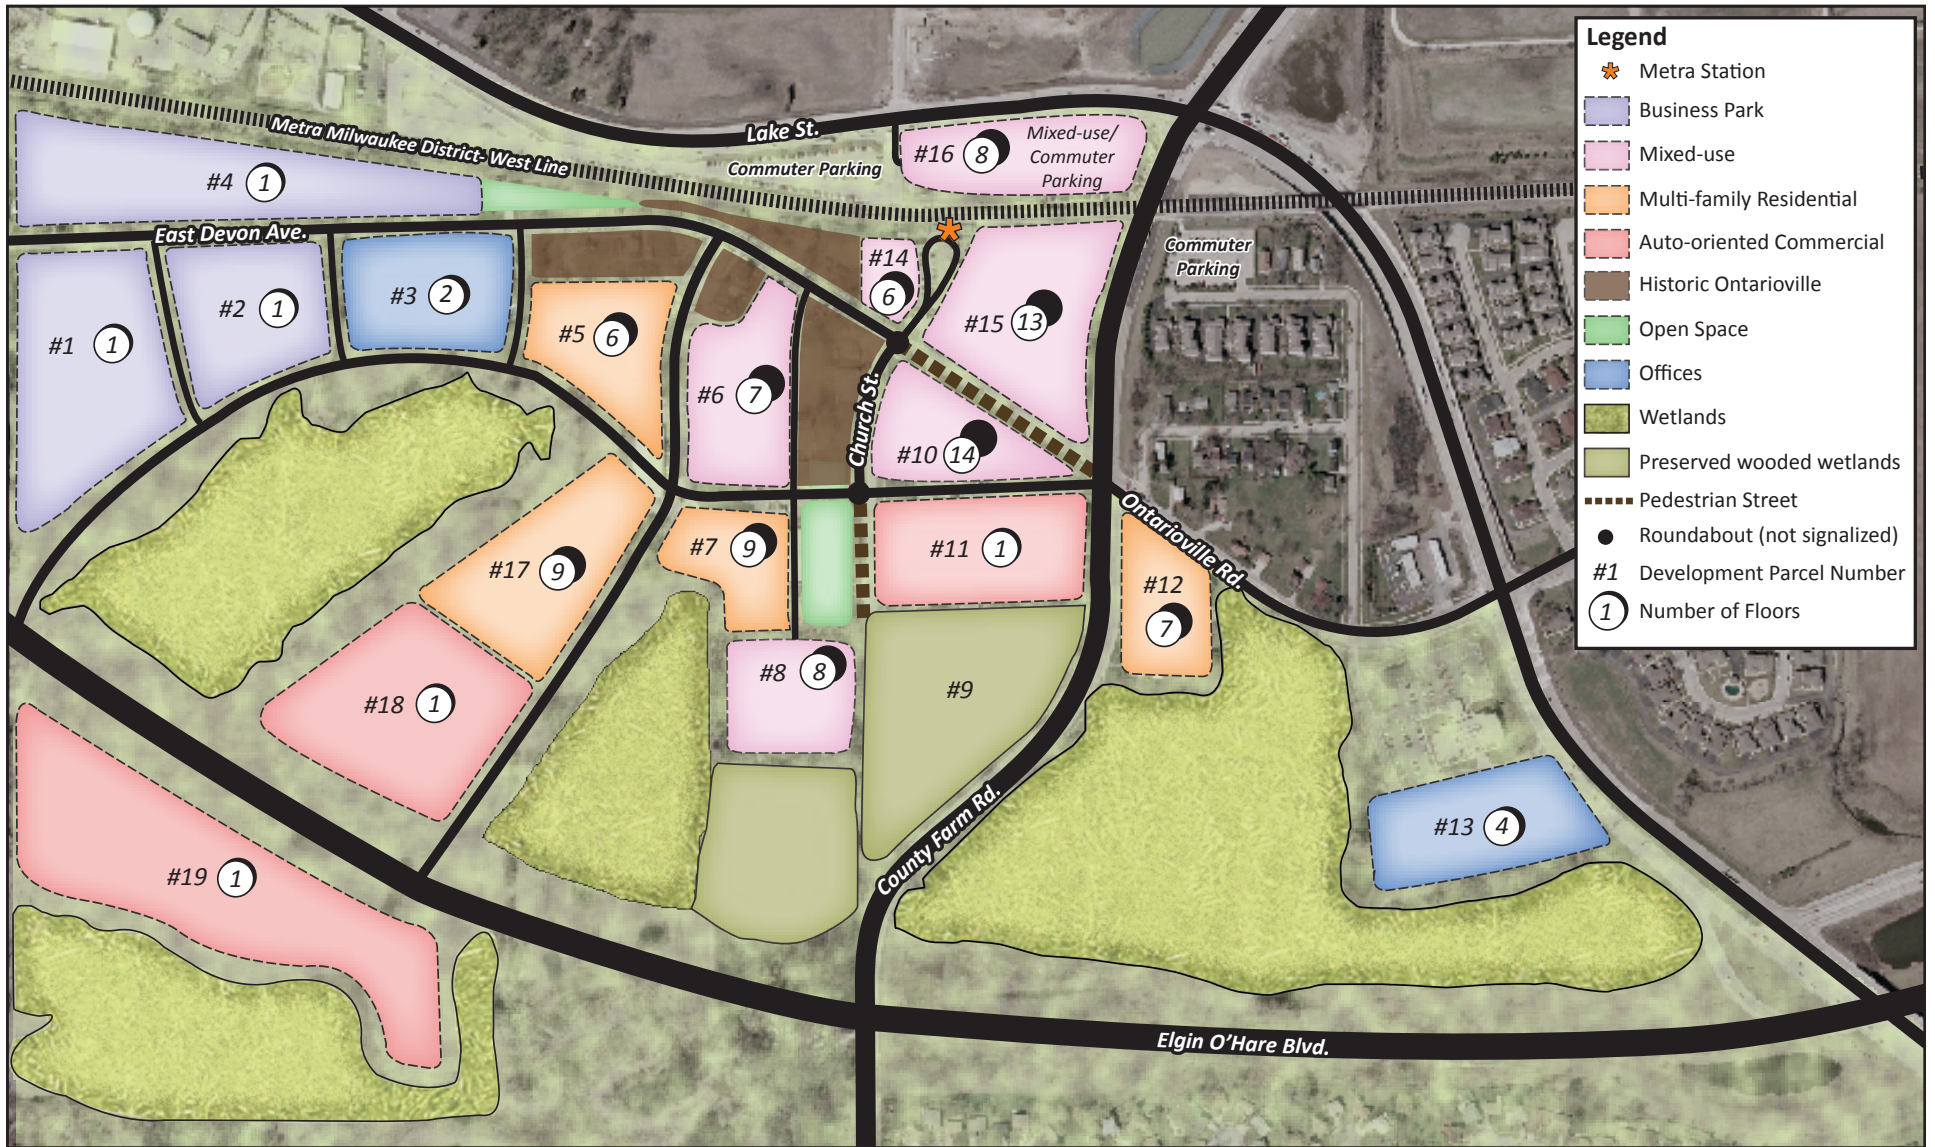 Legend
Metra Station
Business Park
Mixed-use
Multi-family Residential
Auto-oriented Commercial
Historic Ontarioville
Open Space
Offices
Wetlands
Preserved wooded wetlands
Pedestrian Street
Roundabout (not signalized)
#1 Development Parcel Number
1 Number of Floors
Metra Milwaukee District- West Line
Lake St.
Commuter Parking
#16 8
Mixed-use/
Commuter
Parking
#4 1
East Devon Ave.
Commuter
Parking
#14
6
#15 13
#3 2
#2 1
#1 1
#5 6
#6 7
Church St.
#10 14
Ontarioville Rd.
#7 9
#11 1
#17 9
#12
7
#8 8
#9
#18 1
County Farm Rd.
#13 4
#19 1
Elgin O'Hare Blvd.